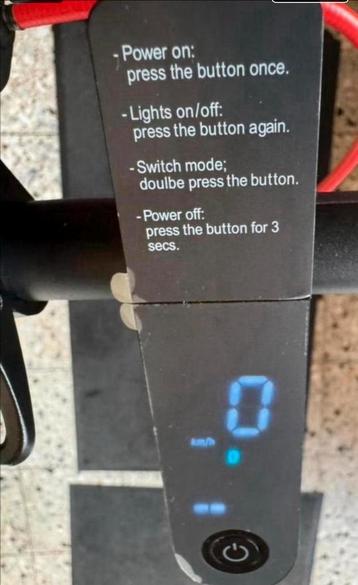 - Power on:
press the button once.
- Lights on/off:
press the button again.
- Switch mode;
doulbe press the button.
- Power off:
press the button for 3
secs.
0
km/h
0
--